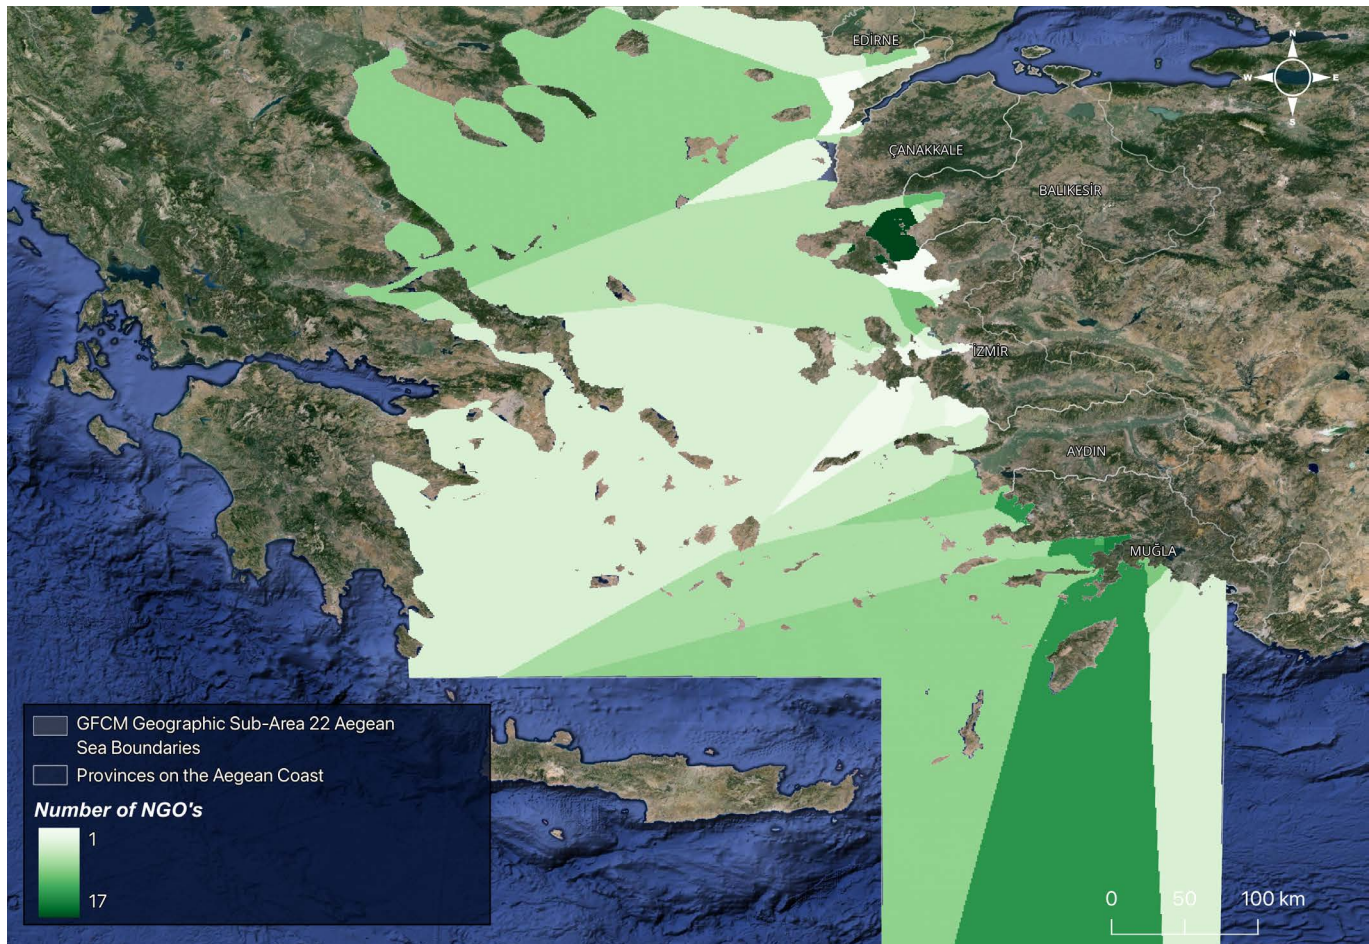 EDİRNE
N
W
E
S
ÇANAKKALE
BALIKESİR
İZMİR
AYDIN
MUĞLA
GFCM Geographic Sub-Area 22 Aegean
Sea Boundaries
Provinces on the Aegean Coast
Number of NGO's
1
17
0 50 100 km